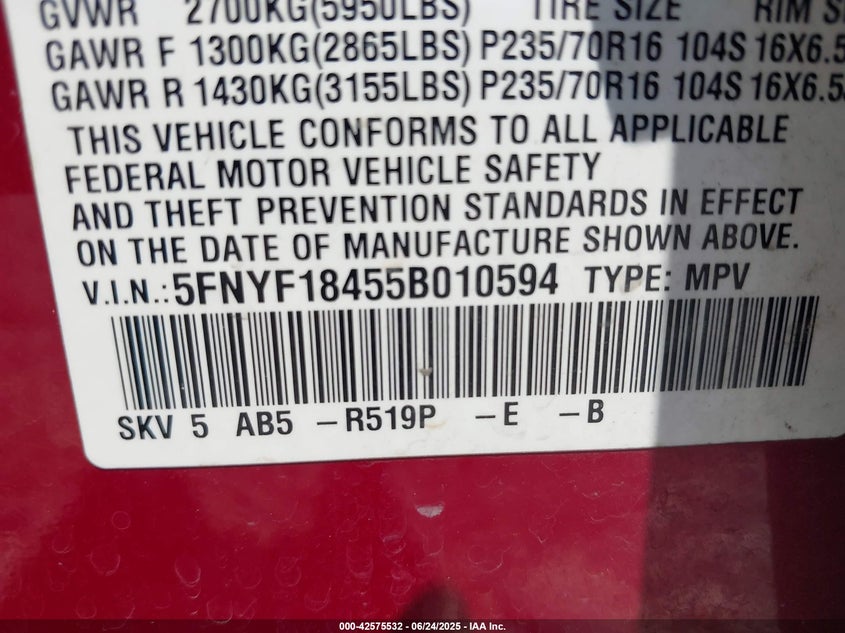 GVWR 2700KG(5950LBS) TIRE SIZE RIM
GAWR F 1300KG(2865LBS) P235/70R16 104S 16X6.5
GAWR R 1430KG(3155LBS) P235/70R16 104S 16X6.5
THIS VEHICLE CONFORMS TO ALL APPLICABLE
FEDERAL MOTOR VEHICLE SAFETY
AND THEFT PREVENTION STANDARDS IN EFFECT
ON THE DATE OF MANUFACTURE SHOWN ABOVE.
V.I.N.: 5FNYF18455B010594 TYPE: MPV
SKV 5 AB5 –R519P –E –B
000-42575532 - 06/24/2025 - IAA Inc.